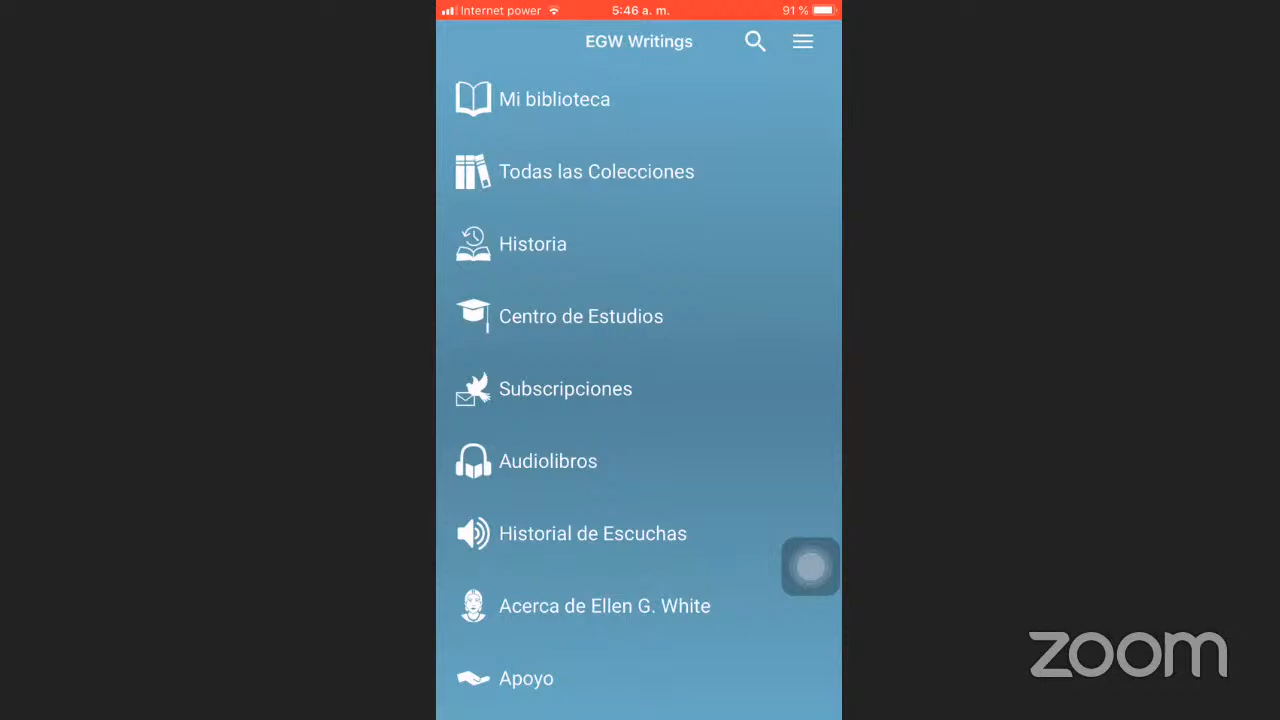 Internet power
5:46 a. m.
91 %
EGW Writings
Mi biblioteca
Todas las Colecciones
Historia
Centro de Estudios
Subscripciones
Audiolibros
Historial de Escuchas
Acerca de Ellen G. White
Apoyo
zoom